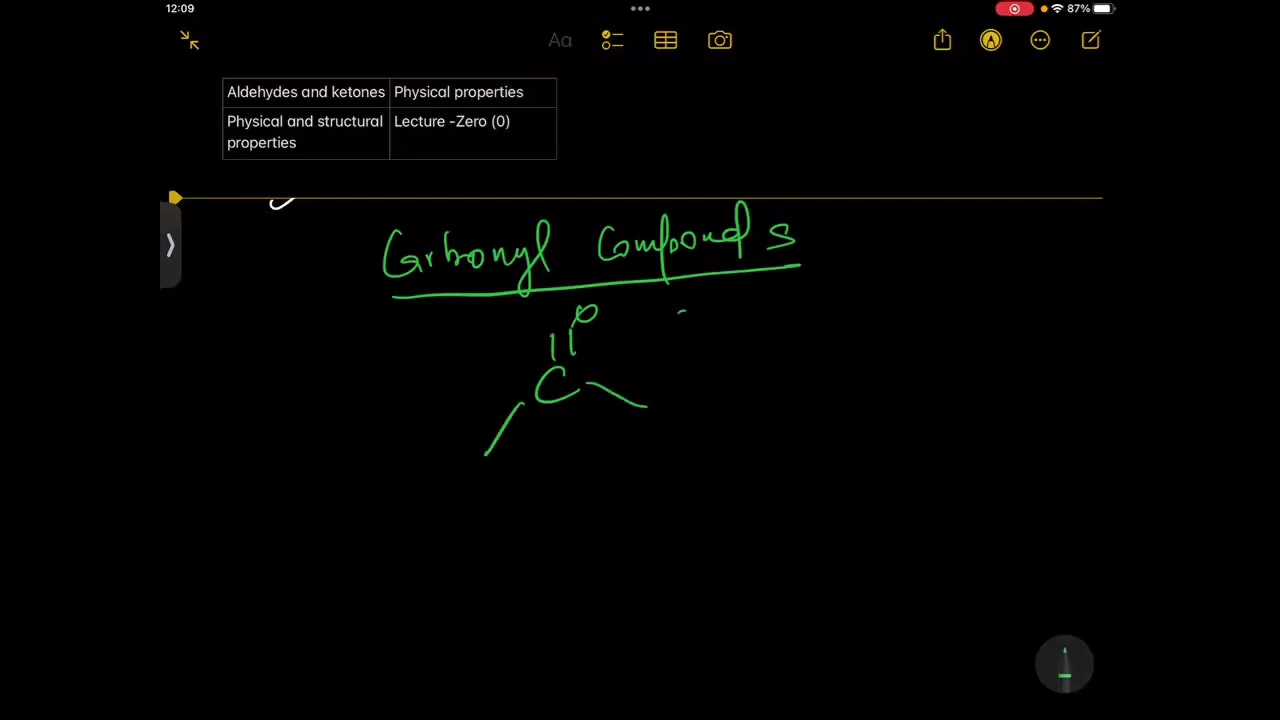 12:09
87%
Aa
Aldehydes and ketones Physical properties
Physical and structural properties Lecture -Zero (0)
Carbonyl Compounds
O
C